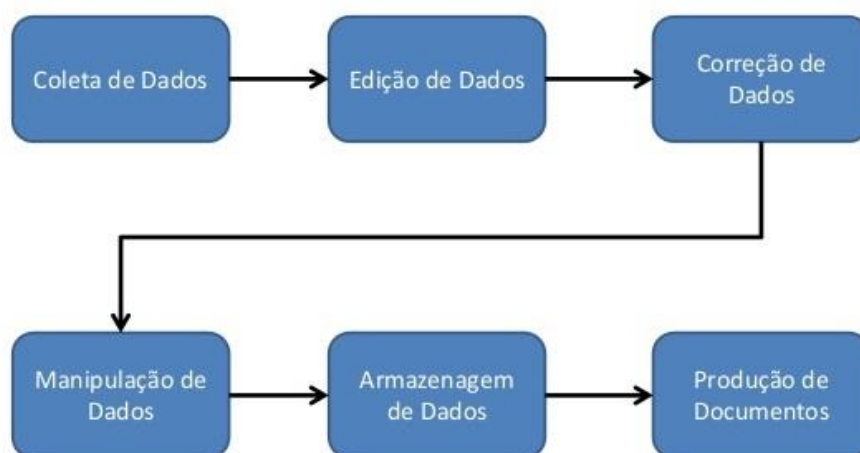 Coleta de Dados
Edição de Dados
Correção de
Dados
Manipulação de
Dados
Armazenagem
de Dados
Produção de
Documentos